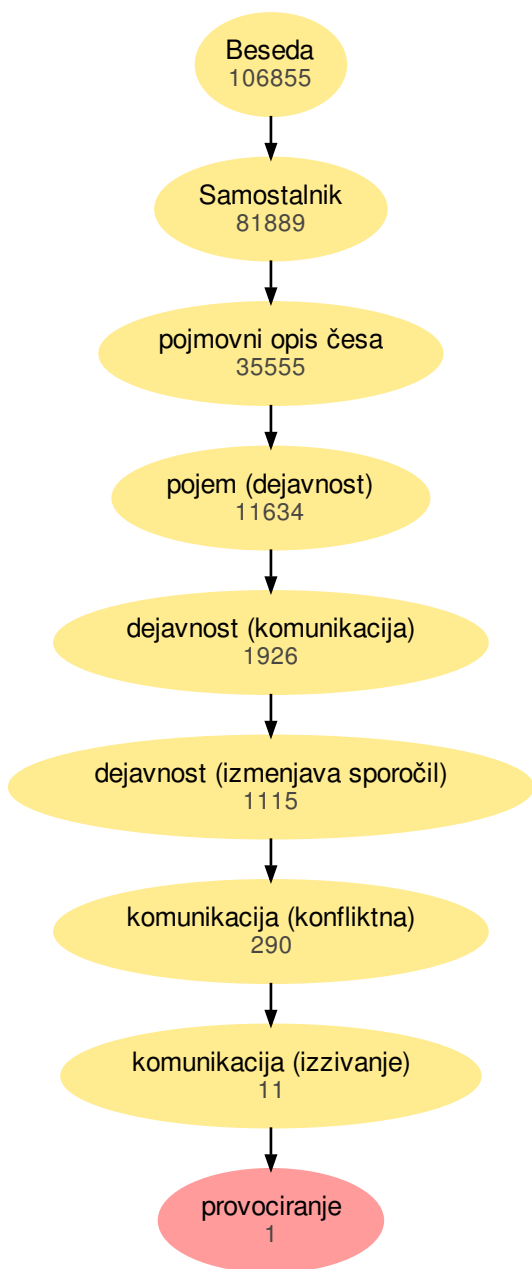 Beseda
106855
Samostalnik
81889
pojmovni opis česa
35555
pojem (dejavnost)
11634
dejavnost (komunikacija)
1926
dejavnost (izmenjava sporočil)
1115
komunikacija (konfliktna)
290
komunikacija (izzivanje)
11
provociranje
1